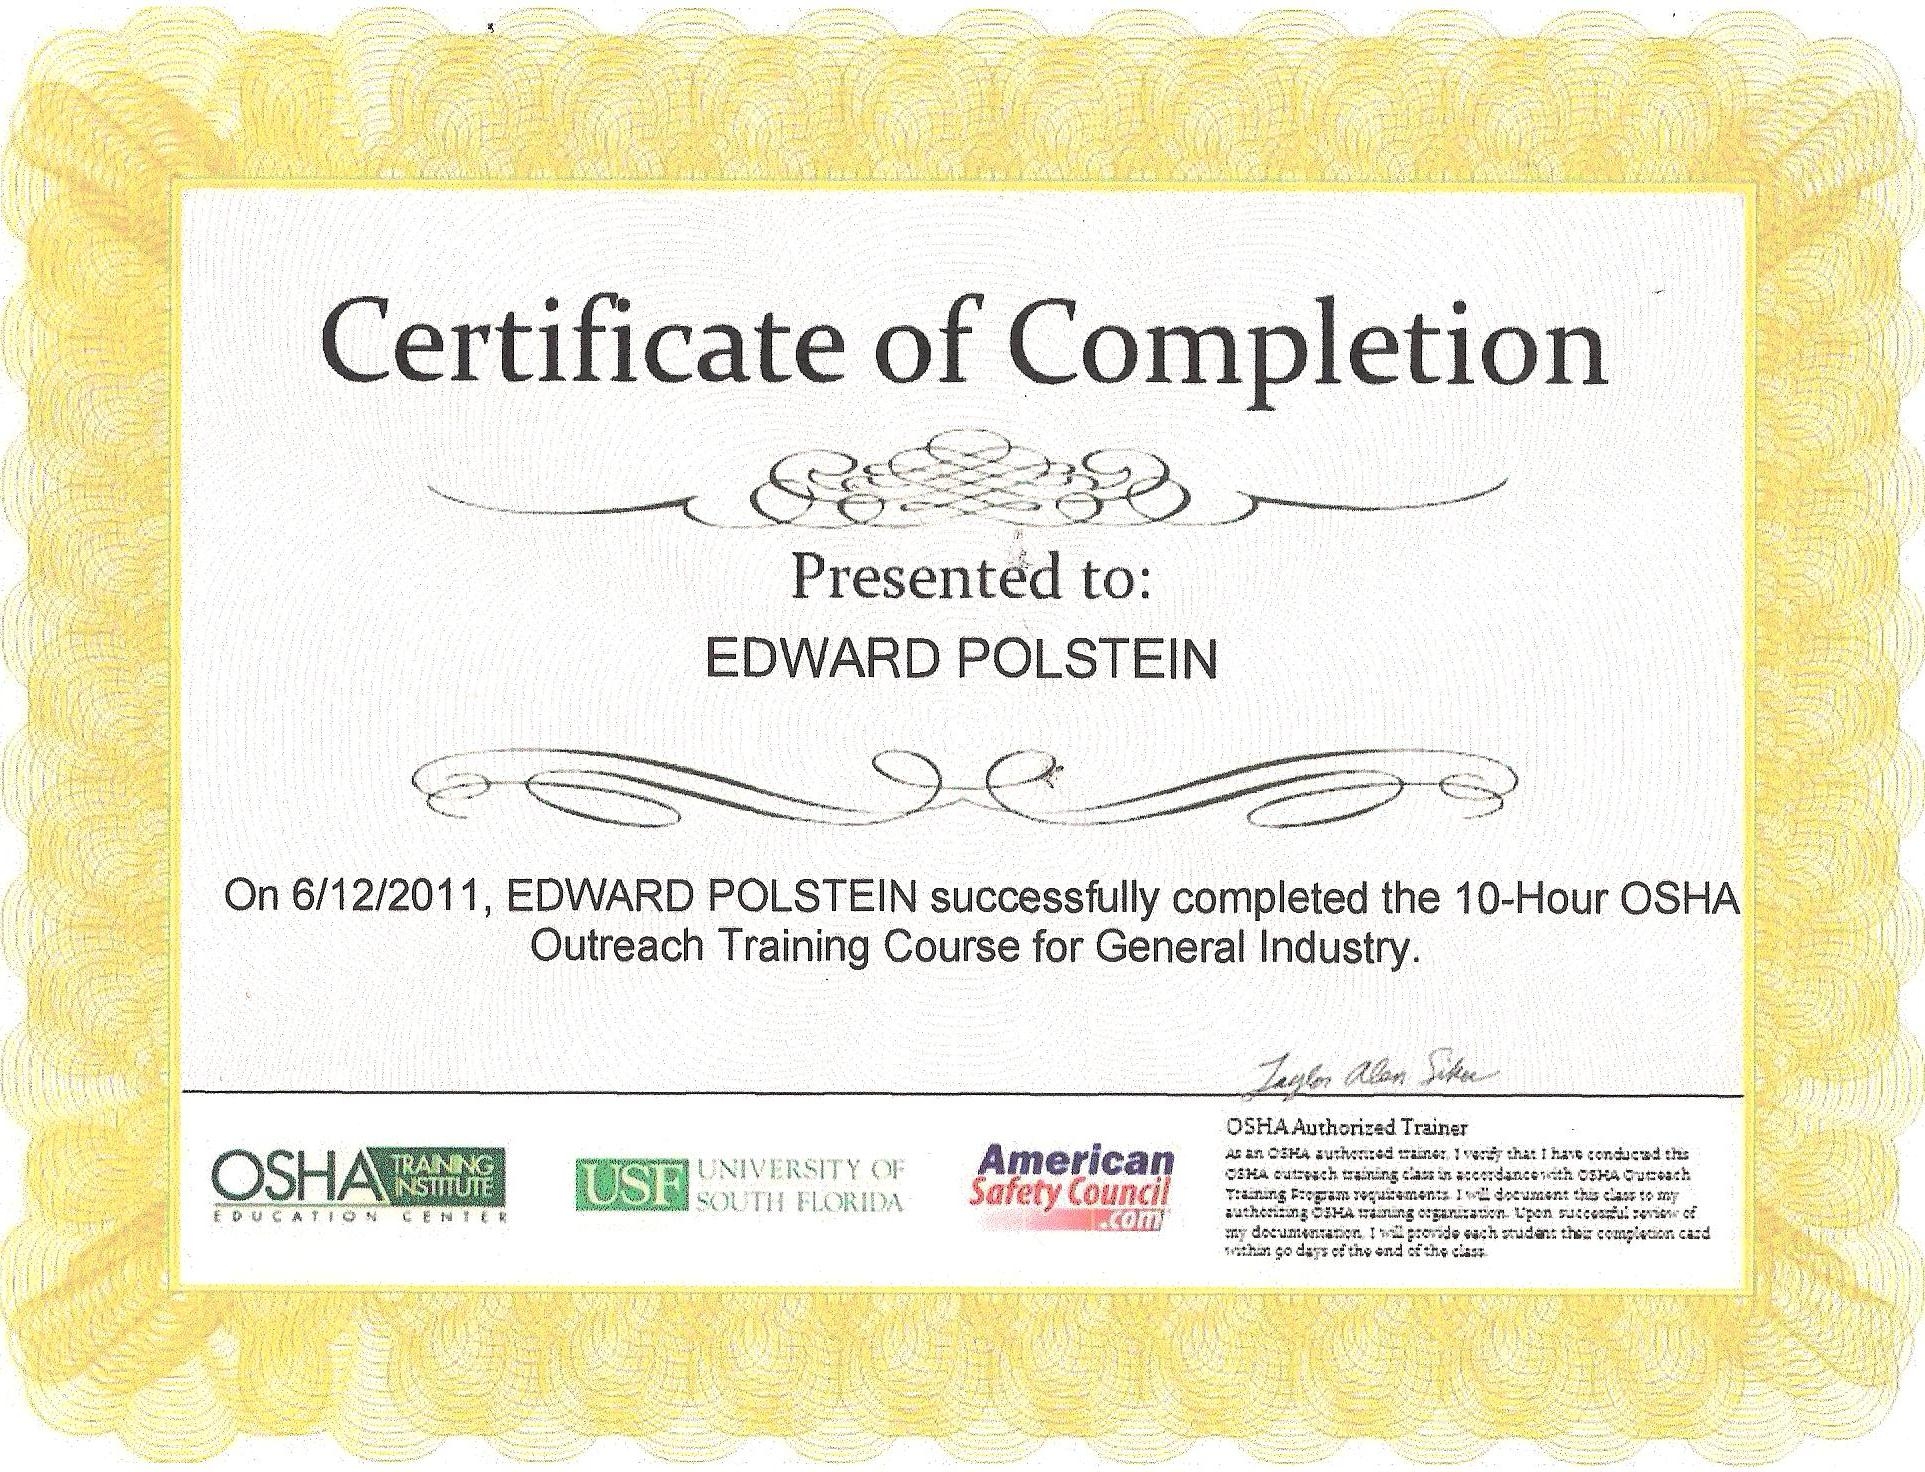 Certificate of Completion
Presented to:
EDWARD POLSTEIN
On 6/12/2011, EDWARD POLSTEIN successfully completed the 10-Hour OSHA
Outreach Training Course for General Industry.
Taylor Alan
OSHA TRAINING INSTITUTE
EDUCATION CENTER
USF UNIVERSITY OF
SOUTH FLORIDA
American
Safety Council
.com
OSHA Authorized Trainer
As an OSHA authorized trainer, I verify that I have conducted this
OSHA outreach training class in accordance with OSHA Outreach
Training Program requirements. I will document this class to my
authorizing OSHA training organization. Upon successful review of
my documentation, I will provide each student their completion card
within 90 days of the end of the class.